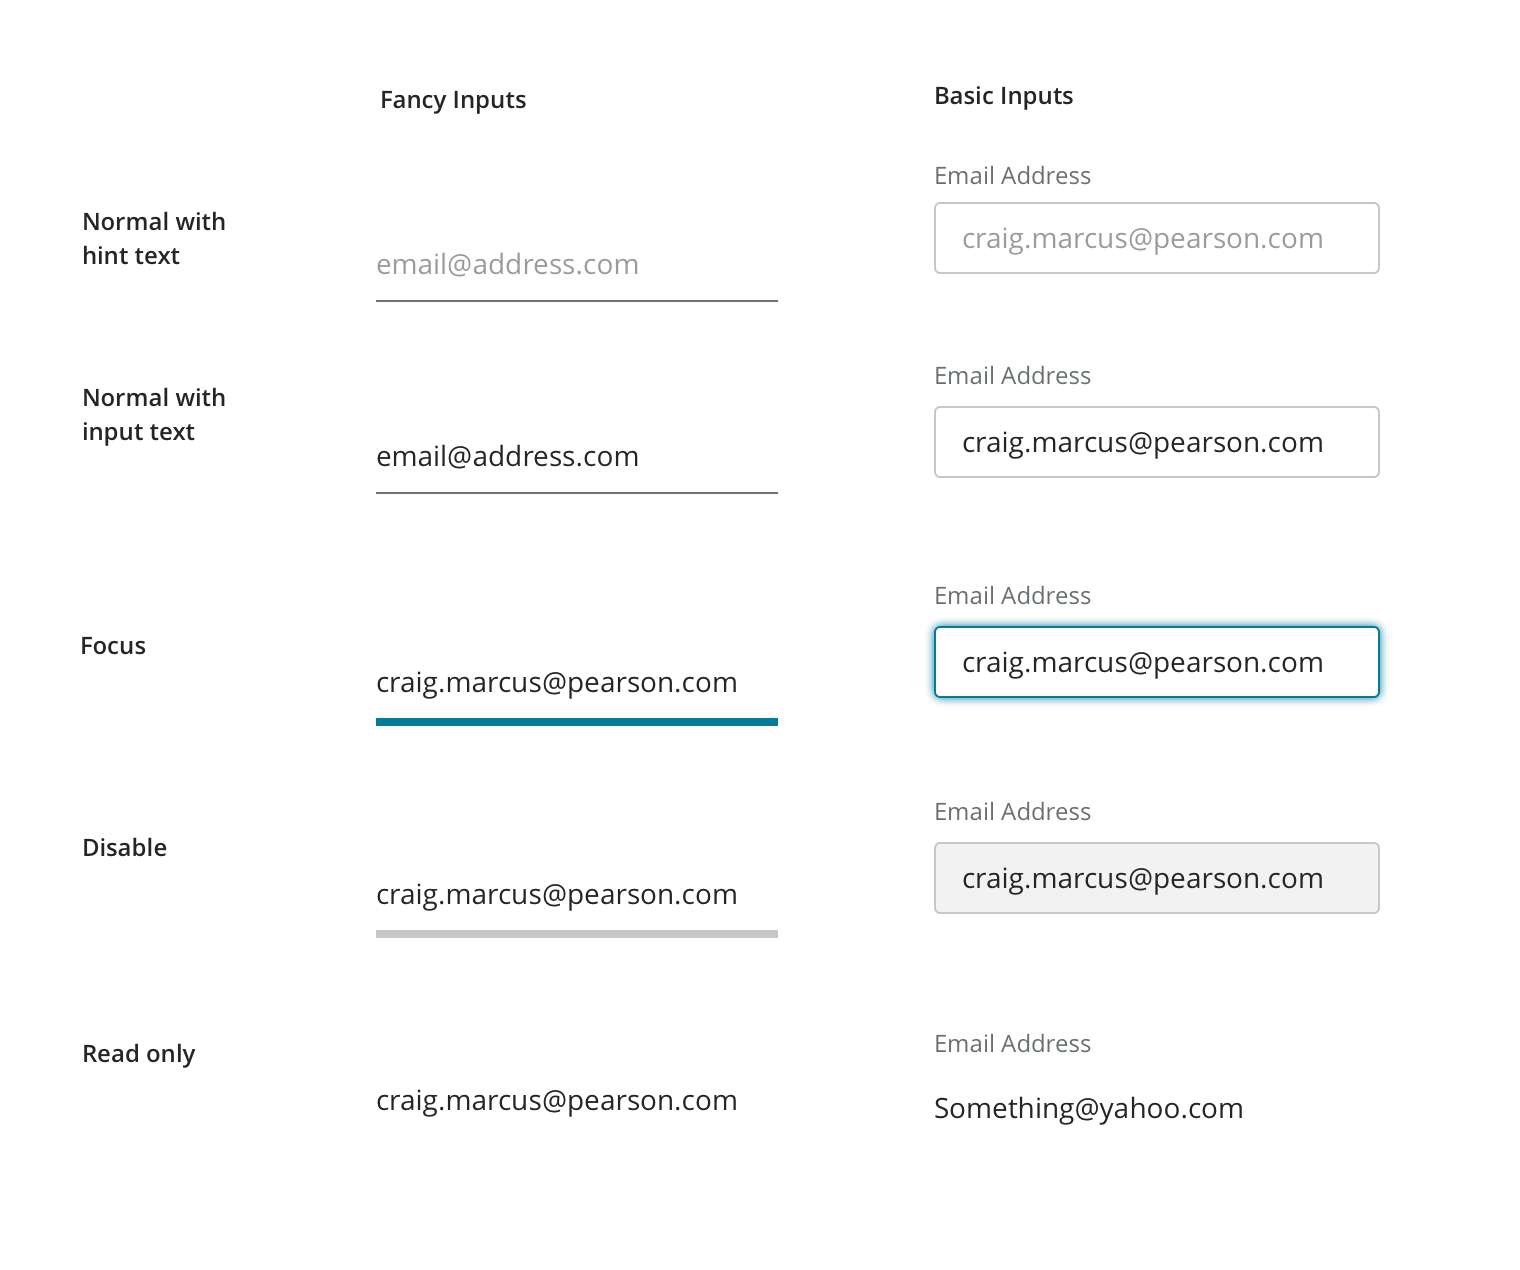 Fancy Inputs
Basic Inputs
Normal with
hint text
email@address.com
Email Address
craig.marcus@pearson.com
Normal with
input text
email@address.com
Email Address
craig.marcus@pearson.com
Focus
craig.marcus@pearson.com
Email Address
craig.marcus@pearson.com
Disable
craig.marcus@pearson.com
Email Address
craig.marcus@pearson.com
Read only
craig.marcus@pearson.com
Email Address
Something@yahoo.com